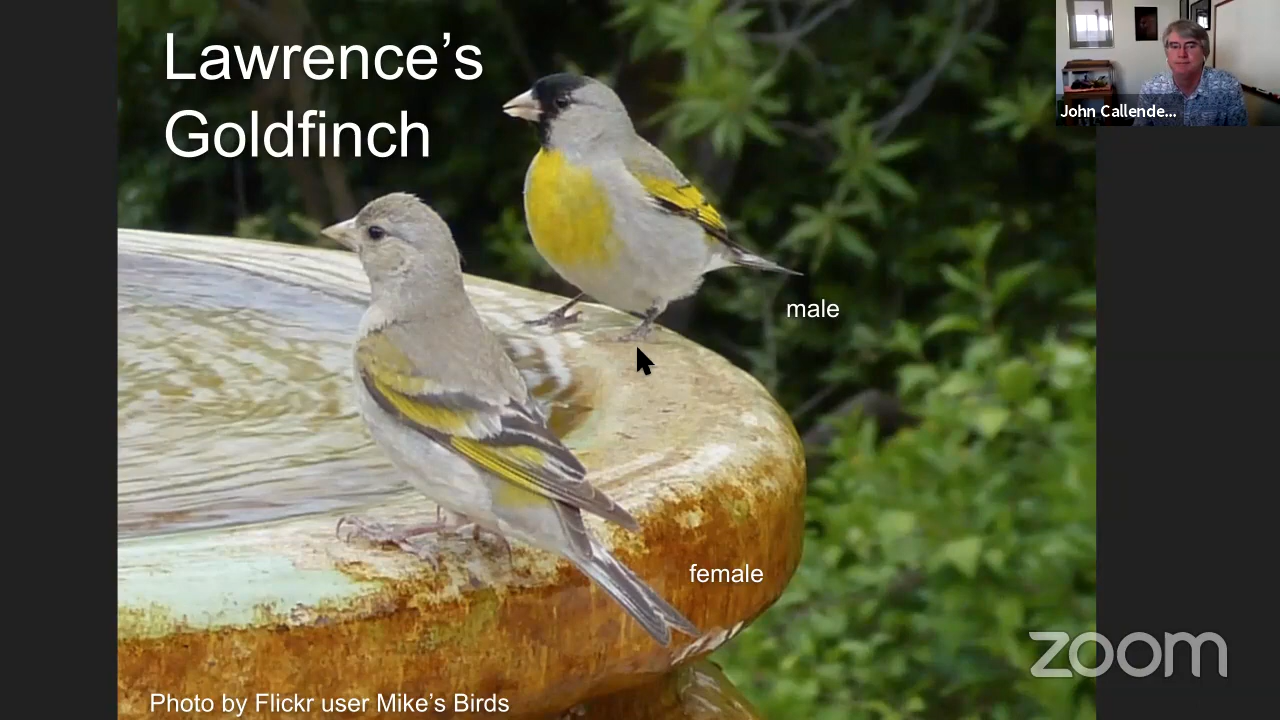 Lawrence’s
Goldfinch
John Callende...
male
female
zoom
Photo by Flickr user Mike’s Birds